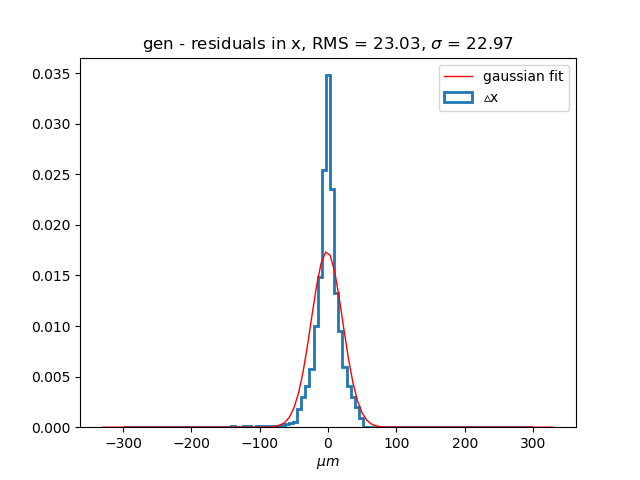 gen - residuals in x, RMS = 23.03, σ = 22.97
gaussian fit
△x
0.035
0.030
0.025
0.020
0.015
0.010
0.005
0.000
−300 −200 −100 0 100 200 300
μm